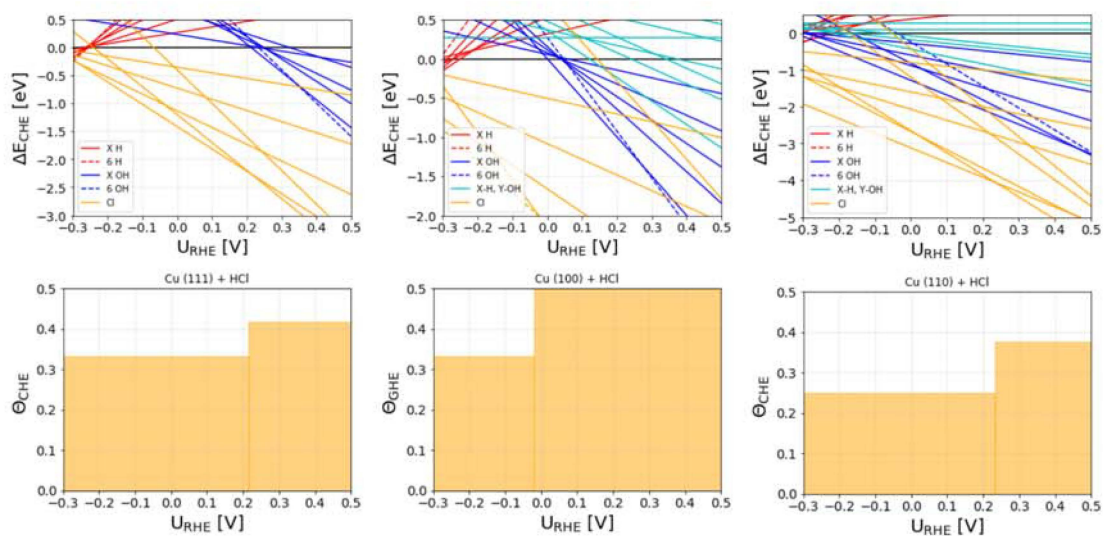 ΔE_CHE [eV]
0.5
0.0
−0.5
−1.0
−1.5
−2.0
−2.5
−3.0
X H
6 H
X OH
6 OH
Cl
−0.3 −0.2 −0.1 0.0 0.1 0.2 0.3 0.4 0.5
U_RHE [V]
ΔE_CHE [eV]
0.5
0.0
−0.5
−1.0
−1.5
−2.0
X H
6 H
X OH
6 OH
X-H, Y-OH
Cl
−0.3 −0.2 −0.1 0.0 0.1 0.2 0.3 0.4 0.5
U_RHE [V]
ΔE_CHE [eV]
0
−1
−2
−3
−4
−5
X H
6 H
X OH
6 OH
X-H, Y-OH
Cl
−0.3 −0.2 −0.1 0.0 0.1 0.2 0.3 0.4 0.5
U_RHE [V]
Cu (111) + HCl
Θ_CHE
0.5
0.4
0.3
0.2
0.1
0.0
−0.3 −0.2 −0.1 0.0 0.1 0.2 0.3 0.4 0.5
U_RHE [V]
Cu (100) + HCl
Θ_GHE
0.5
0.4
0.3
0.2
0.1
0.0
−0.3 −0.2 −0.1 0.0 0.1 0.2 0.3 0.4 0.5
U_RHE [V]
Cu (110) + HCl
Θ_CHE
0.5
0.4
0.3
0.2
0.1
0.0
−0.3 −0.2 −0.1 0.0 0.1 0.2 0.3 0.4 0.5
U_RHE [V]